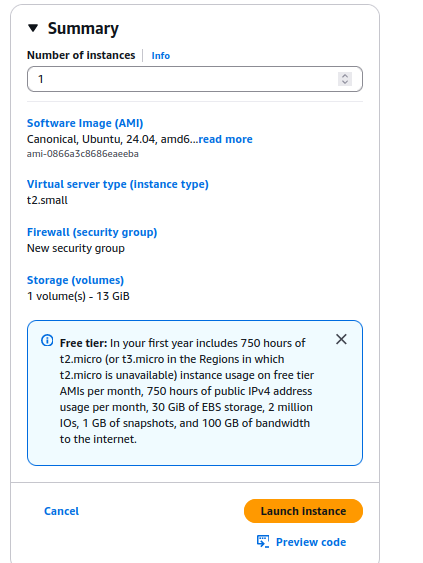 Summary
Number of instances Info
1
Software Image (AMI)
Canonical, Ubuntu, 24.04, amd6...read more
ami-0866a3c8686eaeeba
Virtual server type (instance type)
t2.small
Firewall (security group)
New security group
Storage (volumes)
1 volume(s) - 13 GiB
Free tier: In your first year includes 750 hours of
t2.micro (or t3.micro in the Regions in which
t2.micro is unavailable) instance usage on free tier
AMIs per month, 750 hours of public IPv4 address
usage per month, 30 GiB of EBS storage, 2 million
IOs, 1 GB of snapshots, and 100 GB of bandwidth
to the internet.
Cancel
Launch instance
Preview code